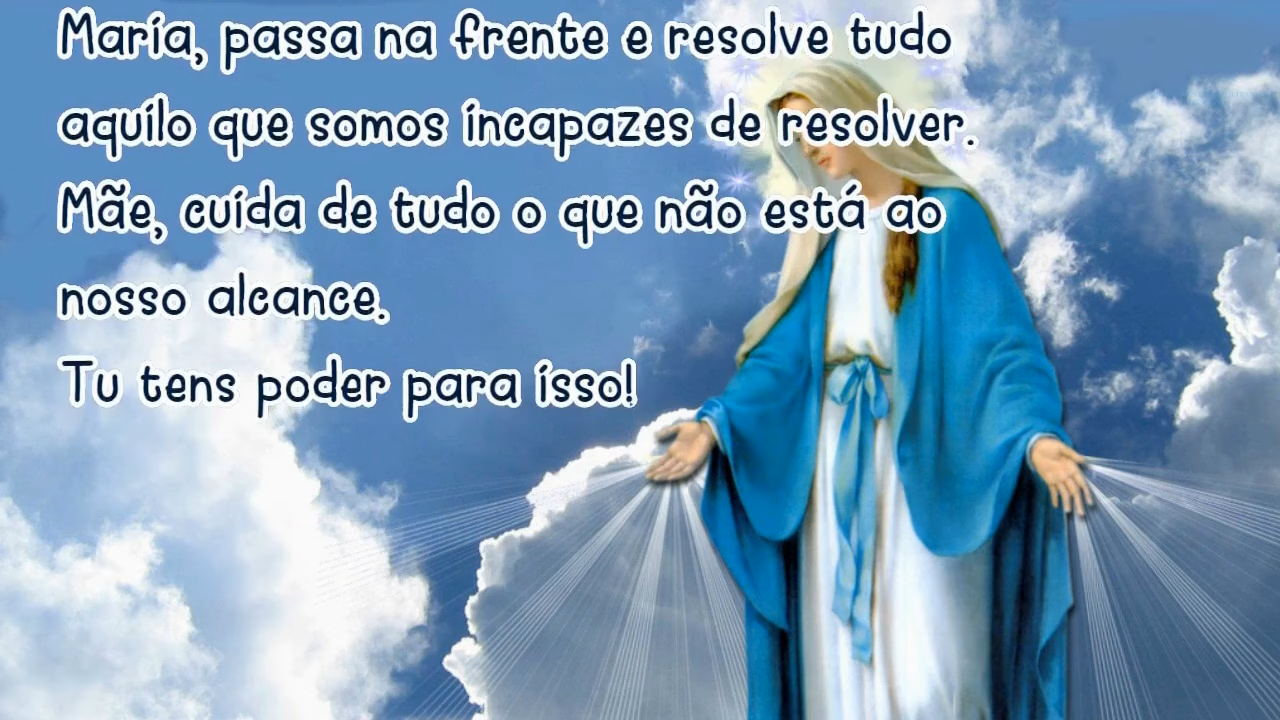 María, passa na frente e resolve tudo
aquilo que somos incapazes de resolver.
Mãe, cuida de tudo o que não está ao
nosso alcance.
Tu tens poder para isso!